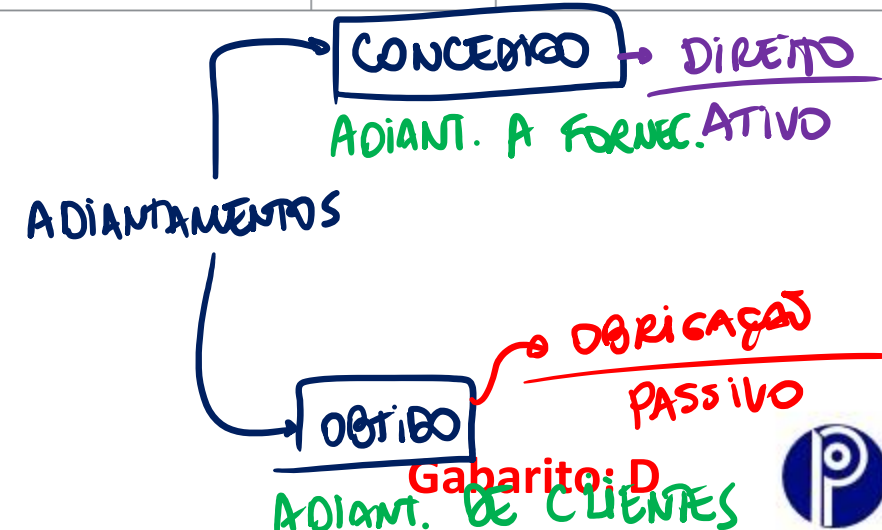 CONCEDIDO → DIREITO
ADIANT. A FORNEC. ATIVO
ADIANTAMENTOS
OBRIGAÇÃO
PASSIVO
OBTIDO
Gabarito: D
ADIANT. DE CLIENTES